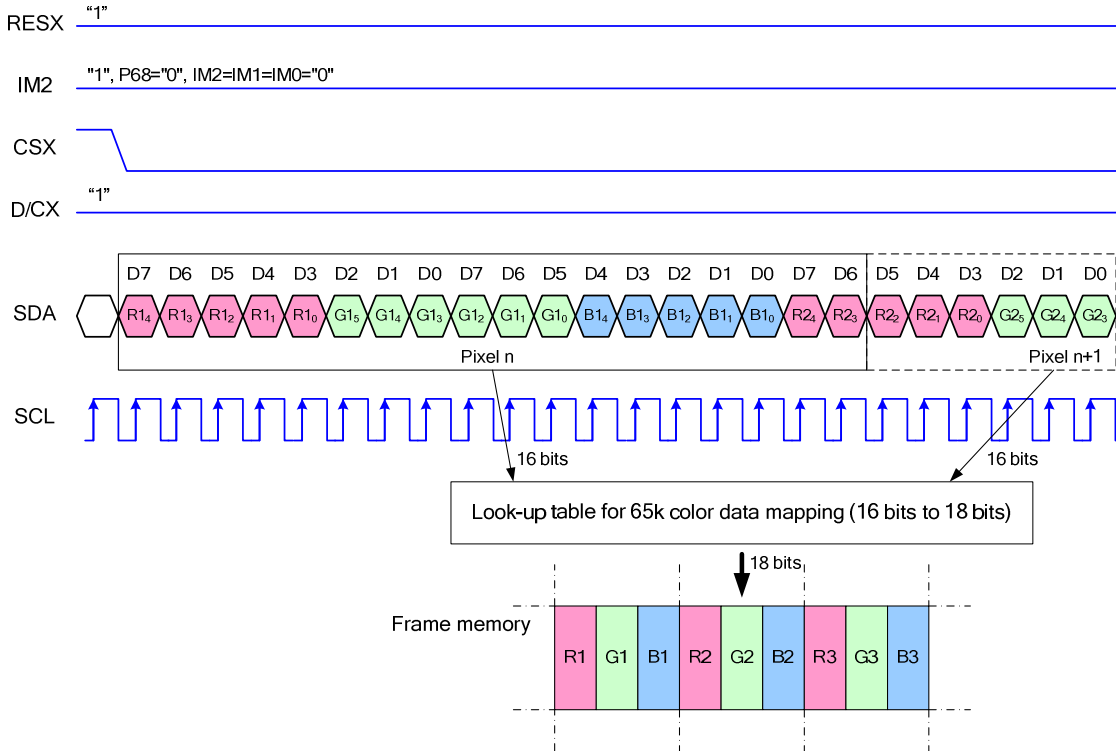 RESX “1”
IM2 "1", P68="0", IM2=IM1=IM0="0"
CSX
D/CX “1”
D7 D6 D5 D4 D3 D2 D1 D0 D7 D6 D5 D4 D3 D2 D1 D0 D7 D6 D5 D4 D3 D2 D1 D0
SDA R1₄ R1₃ R1₂ R1₁ R1₀ G1₅ G1₄ G1₃ G1₂ G1₁ G1₀ B1₄ B1₃ B1₂ B1₁ B1₀ R2₄ R2₃ R2₂ R2₁ R2₀ G2₅ G2₄ G2₃
Pixel n Pixel n+1
SCL
16 bits 16 bits
Look-up table for 65k color data mapping (16 bits to 18 bits)
18 bits
Frame memory
R1 G1 B1 R2 G2 B2 R3 G3 B3